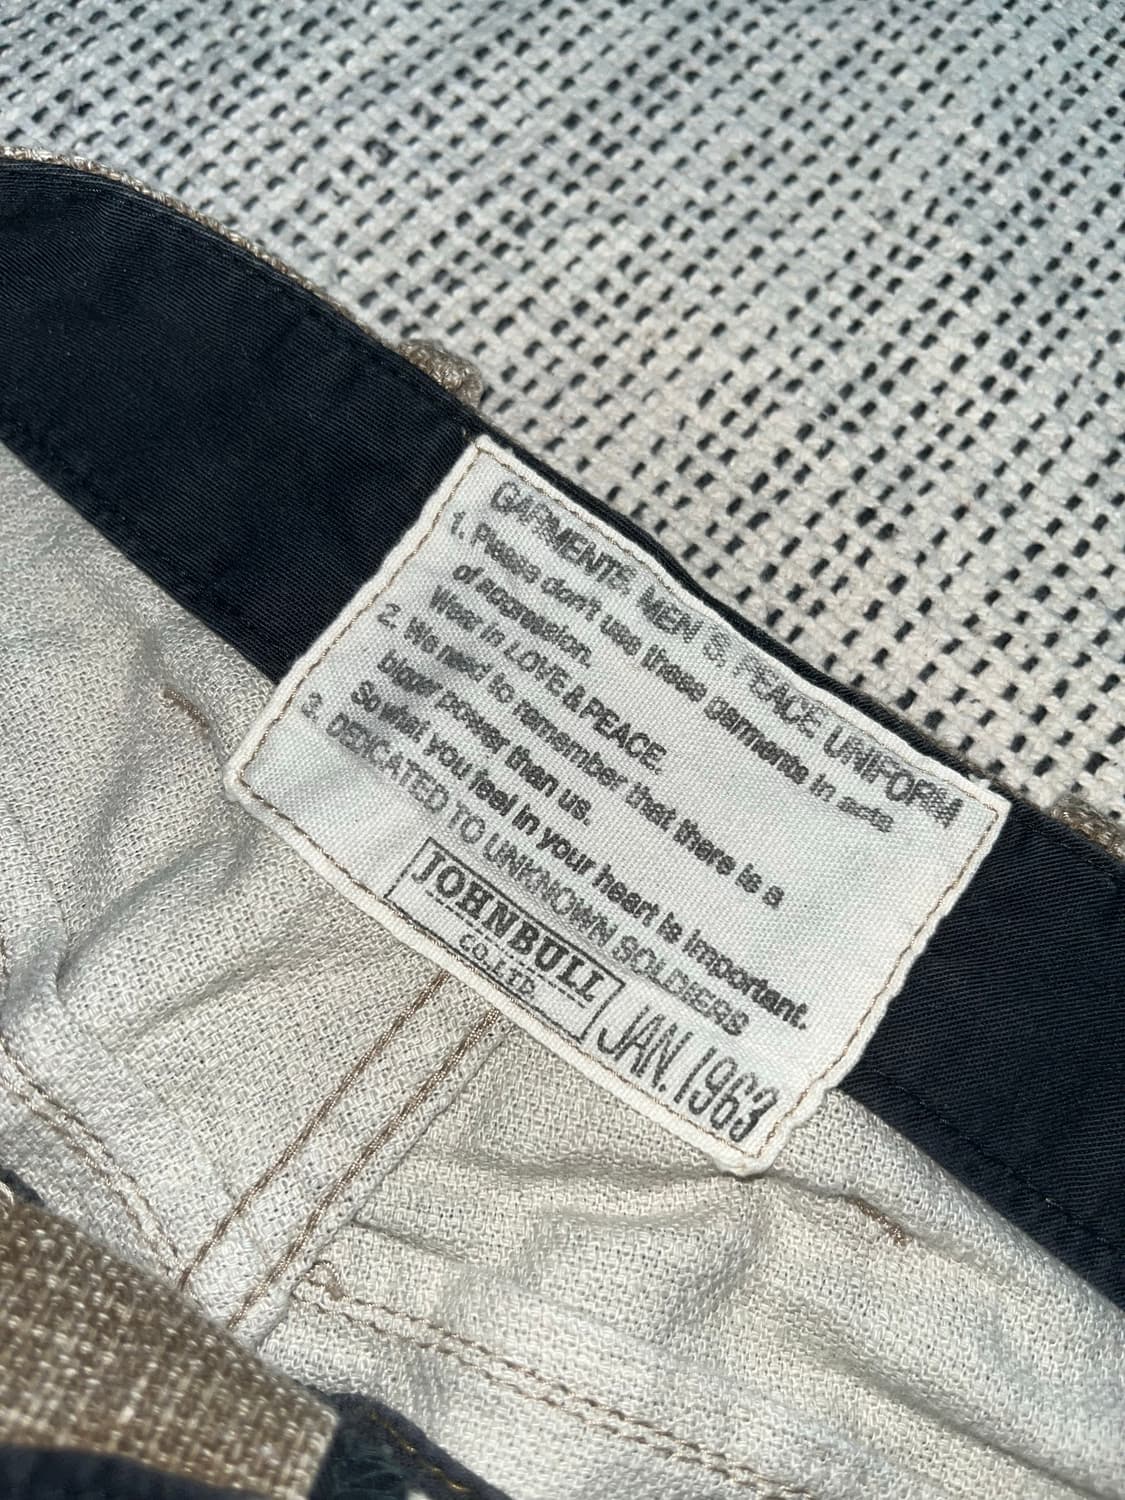 GARMENTS, MEN'S, PEACE UNIFORM
1. Please don't use these garments in acts
of aggression.
Wear in LOVE & PEACE.
2. We need to remember that there is a
bigger power than us.
So what you feel in your heart is important.
3. DEDICATED TO UNKNOWN SOLDIERS
JOHNBULL
CO.,LTD.
JAN. 1963